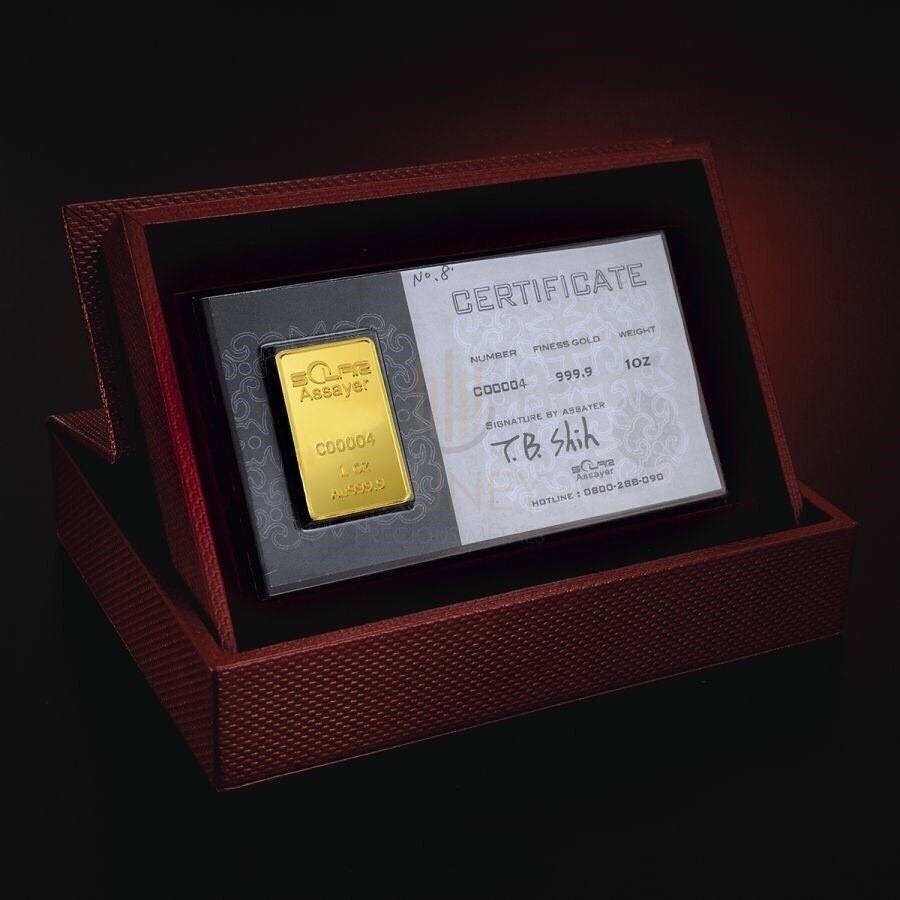 No. 8.
CERTIFICATE
NUMBER FINESS GOLD WEIGHT
C00004 999.9 1OZ
SIGNATURE BY ASSAYER
T.B. Shih
SOLAR
Assayer
HOTLINE : 0800-288-090
SOLAR
Assayer
C00004
1 OZ
Au999.9